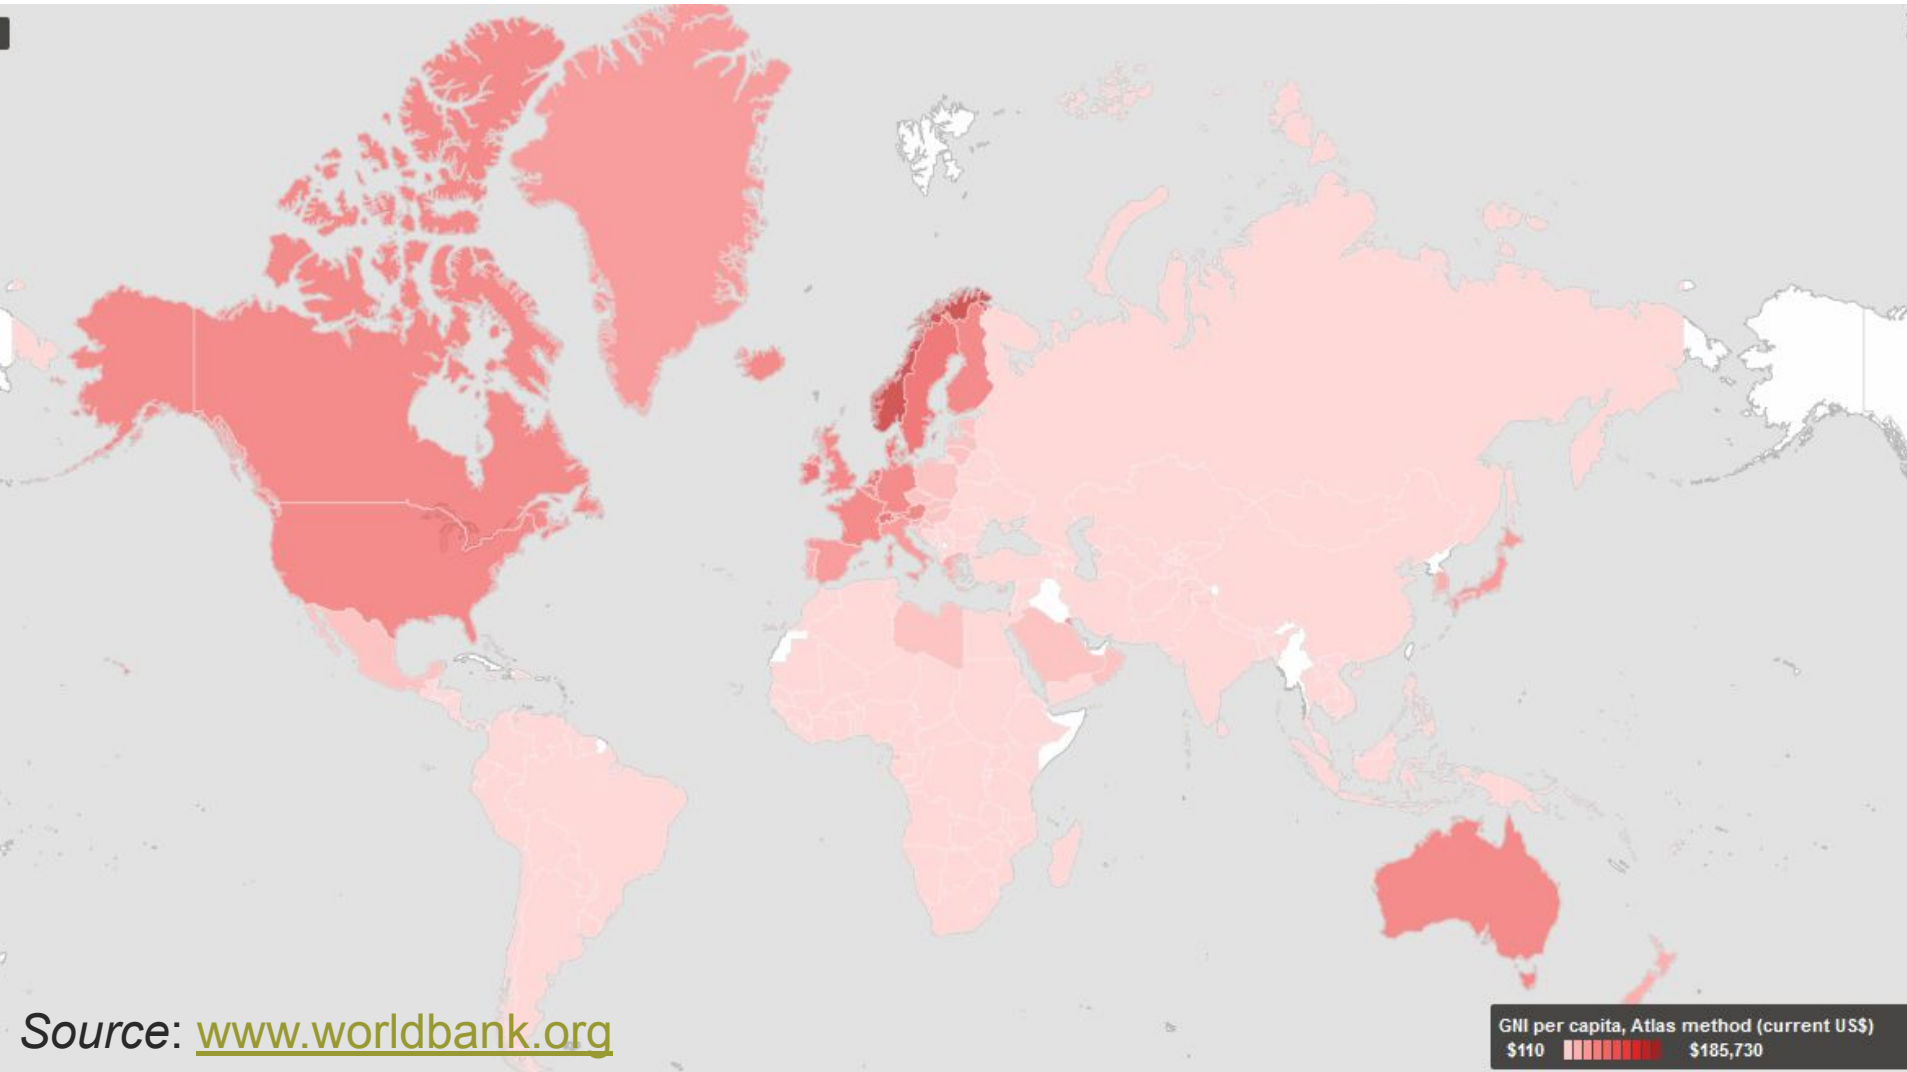 Source: www.worldbank.org
GNI per capita, Atlas method (current US$)
$110 $185,730